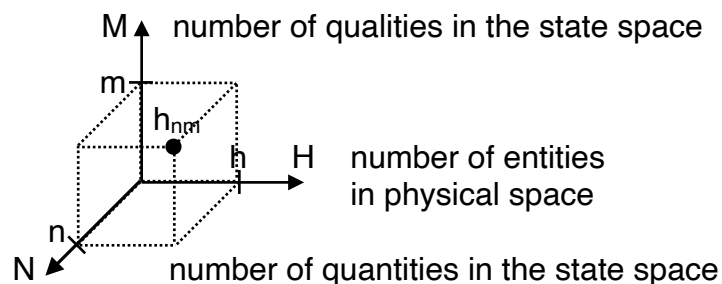 M number of qualities in the state space
m
hnm
h
H number of entities
in physical space
n
N number of quantities in the state space